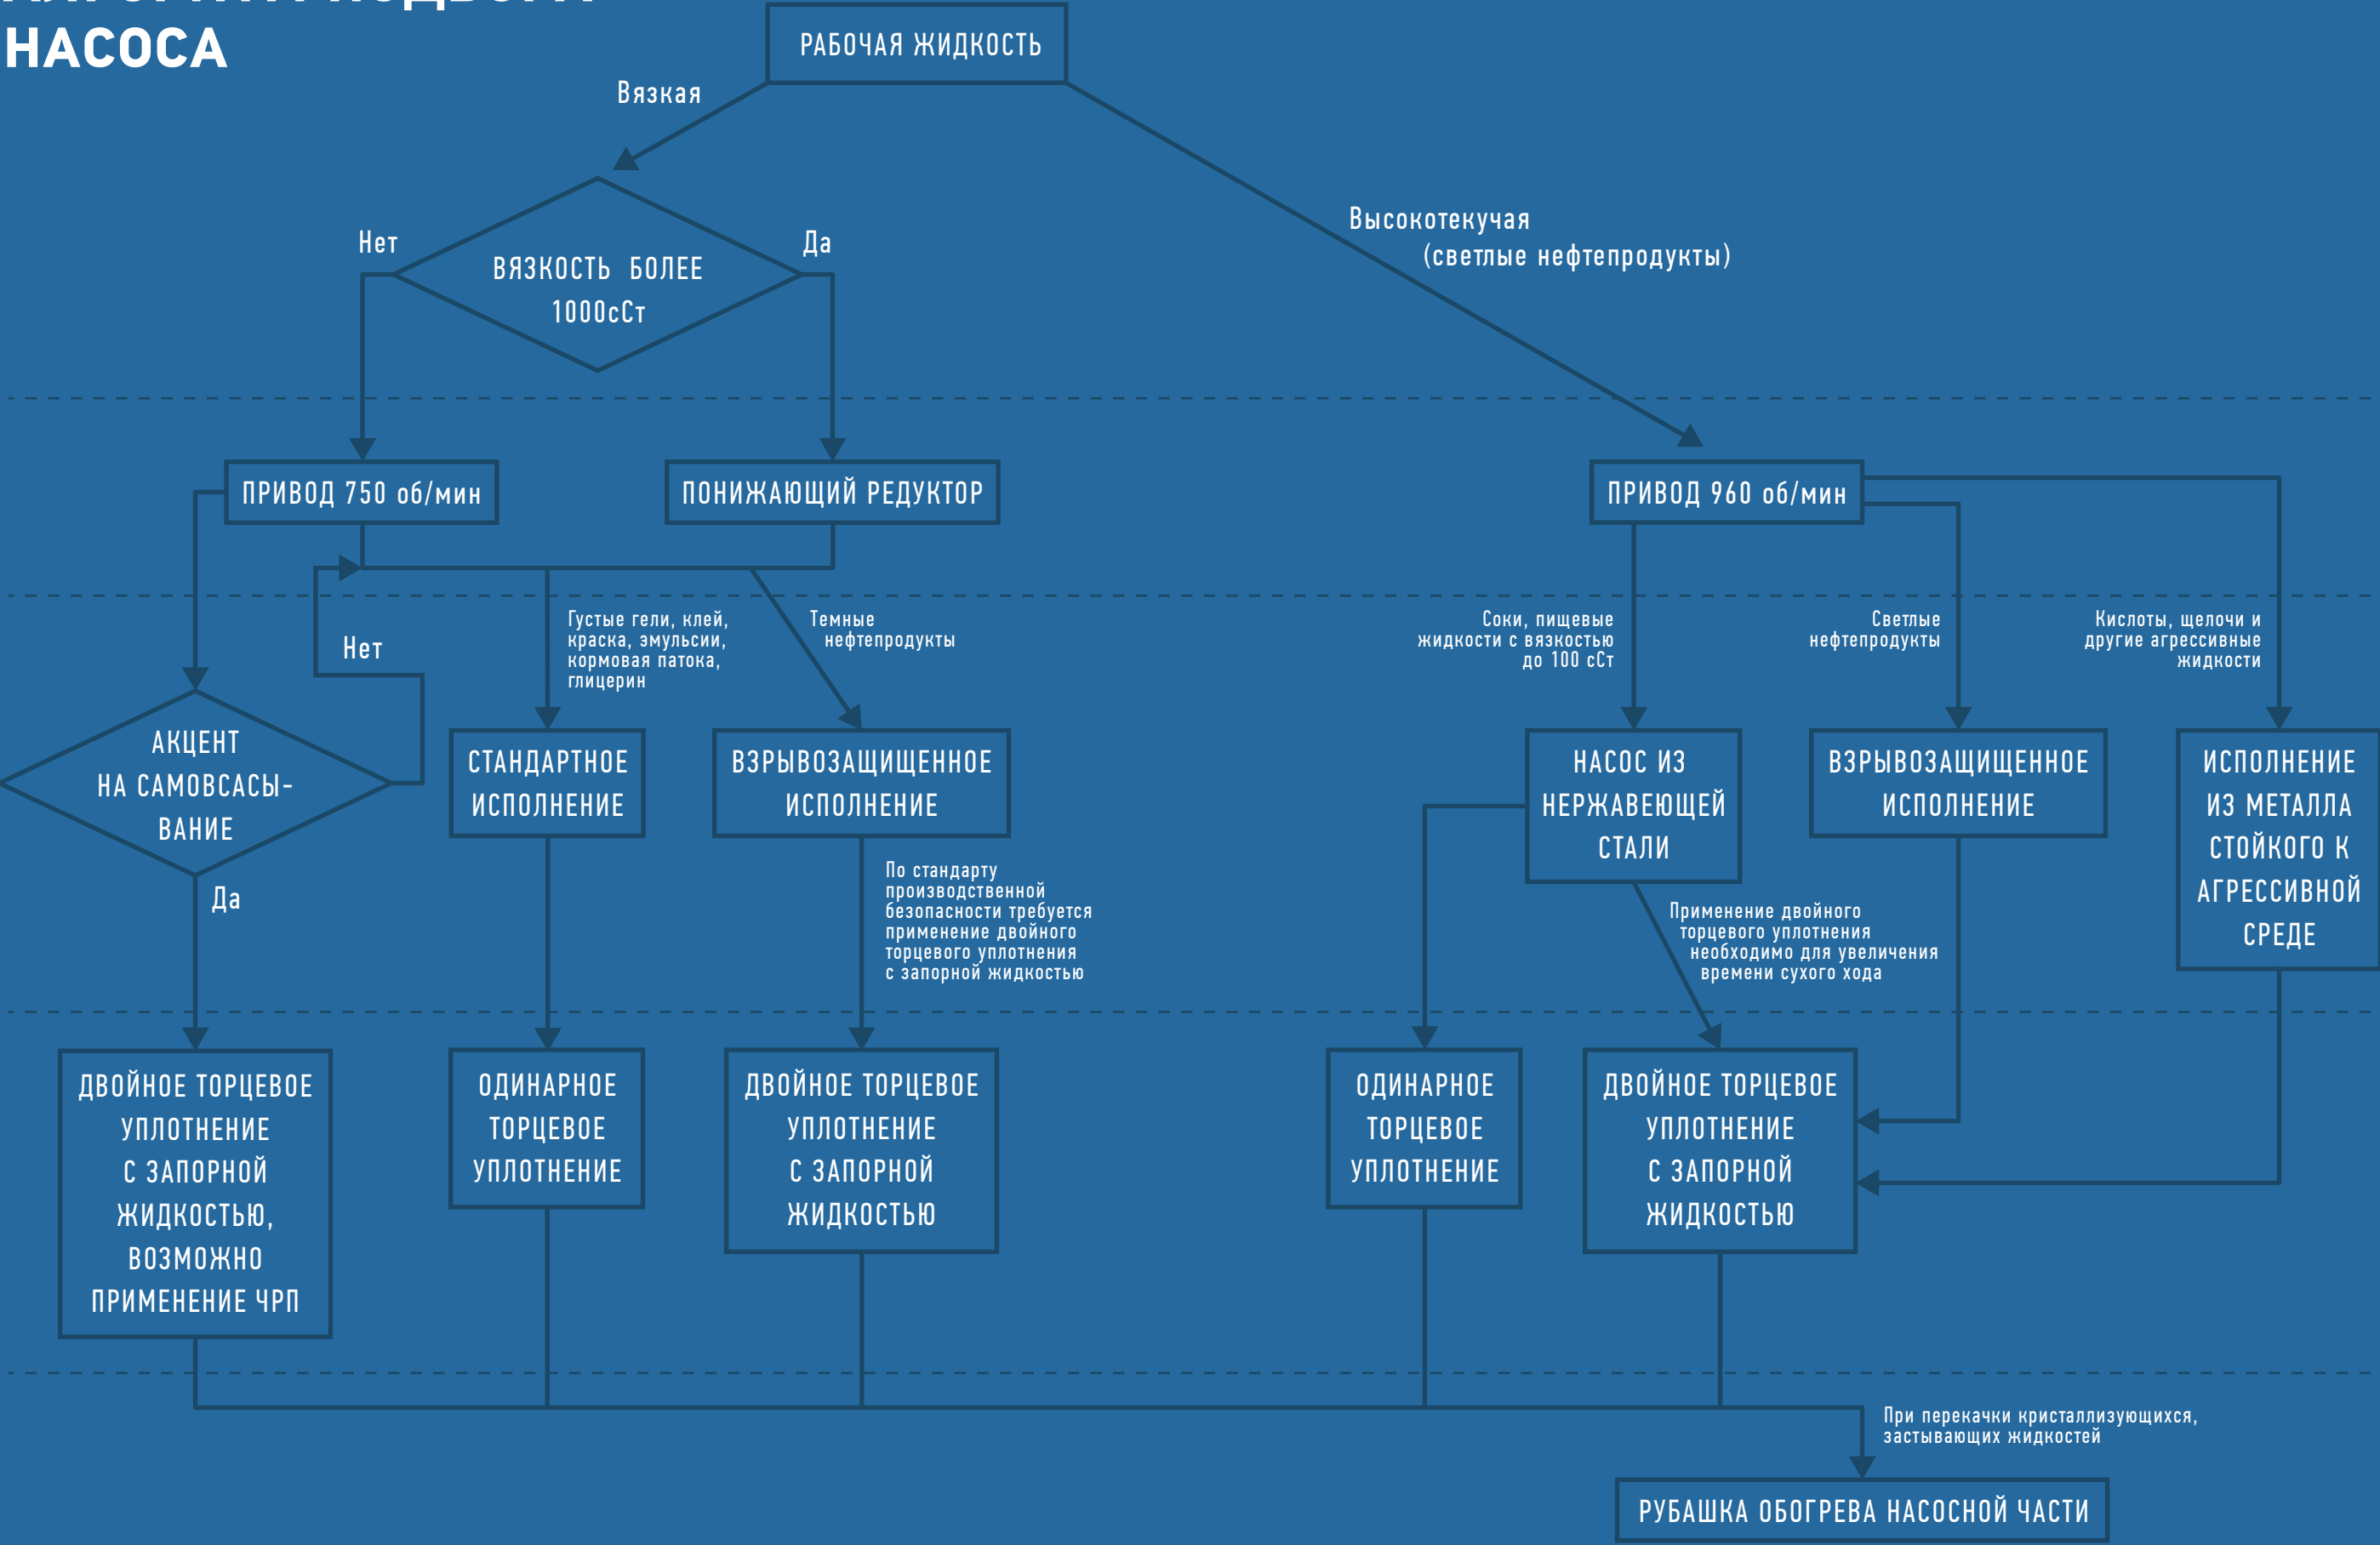 НАСОСА
РАБОЧАЯ ЖИДКОСТЬ
Вязкая
Высокотекучая
(светлые нефтепродукты)
Нет
Да
ВЯЗКОСТЬ БОЛЕЕ
1000сСт
ПРИВОД 750 об/мин
ПОНИЖАЮЩИЙ РЕДУКТОР
ПРИВОД 960 об/мин
Нет
Густые гели, клей,
краска, эмульсии,
кормовая патока,
глицерин
Темные
нефтепродукты
Соки, пищевые
жидкости с вязкостью
до 100 сСт
Светлые
нефтепродукты
Кислоты, щелочи и
другие агрессивные
жидкости
АКЦЕНТ
НА САМОВСАСЫ-
ВАНИЕ
Да
СТАНДАРТНОЕ
ИСПОЛНЕНИЕ
ВЗРЫВОЗАЩИЩЕННОЕ
ИСПОЛНЕНИЕ
НАСОС ИЗ
НЕРЖАВЕЮЩЕЙ
СТАЛИ
ВЗРЫВОЗАЩИЩЕННОЕ
ИСПОЛНЕНИЕ
ИСПОЛНЕНИЕ
ИЗ МЕТАЛЛА
СТОЙКОГО К
АГРЕССИВНОЙ
СРЕДЕ
По стандарту
производственной
безопасности требуется
применение двойного
торцевого уплотнения
с запорной жидкостью
Применение двойного
торцевого уплотнения
необходимо для увеличения
времени сухого хода
ДВОЙНОЕ ТОРЦЕВОЕ
УПЛОТНЕНИЕ
С ЗАПОРНОЙ
ЖИДКОСТЬЮ,
ВОЗМОЖНО
ПРИМЕНЕНИЕ ЧРП
ОДИНАРНОЕ
ТОРЦЕВОЕ
УПЛОТНЕНИЕ
ДВОЙНОЕ ТОРЦЕВОЕ
УПЛОТНЕНИЕ
С ЗАПОРНОЙ
ЖИДКОСТЬЮ
ОДИНАРНОЕ
ТОРЦЕВОЕ
УПЛОТНЕНИЕ
ДВОЙНОЕ ТОРЦЕВОЕ
УПЛОТНЕНИЕ
С ЗАПОРНОЙ
ЖИДКОСТЬЮ
При перекачки кристаллизующихся,
застывающих жидкостей
РУБАШКА ОБОГРЕВА НАСОСНОЙ ЧАСТИ